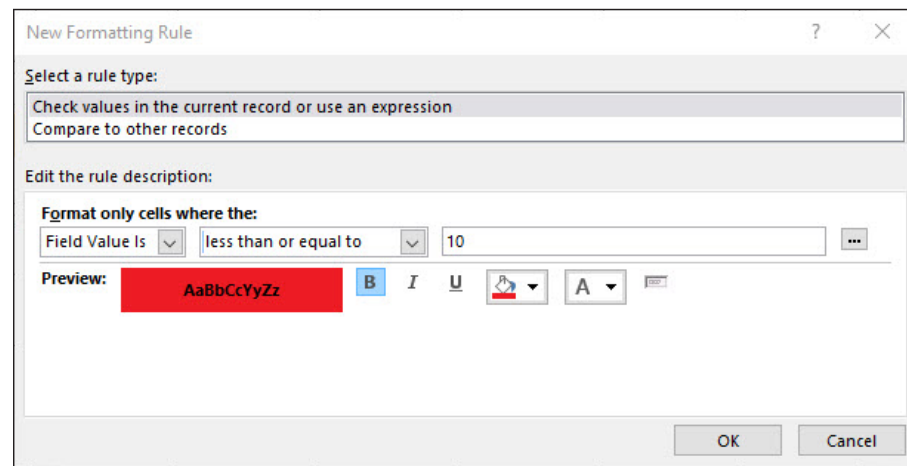 New Formatting Rule ?
Select a rule type:
Check values in the current record or use an expression
Compare to other records
Edit the rule description:
Format only cells where the:
Field Value Is less than or equal to 10 ...
Preview: AaBbCcYyZz B I U A
OK Cancel